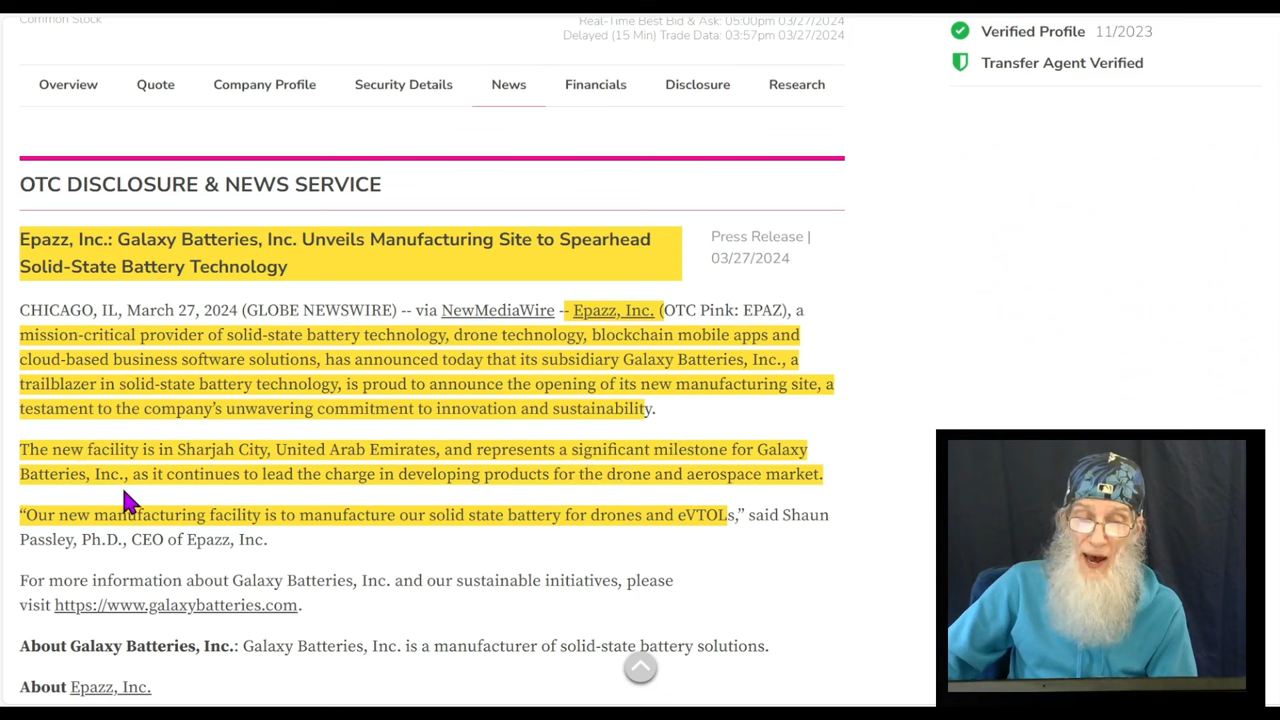 Common Stock
Real-Time Best Bid & Ask: 05:00pm 03/27/2024
Delayed (15 Min) Trade Data: 03:57pm 03/27/2024
Verified Profile 11/2023
Transfer Agent Verified
Overview Quote Company Profile Security Details News Financials Disclosure Research
OTC DISCLOSURE & NEWS SERVICE
Epazz, Inc.: Galaxy Batteries, Inc. Unveils Manufacturing Site to Spearhead
Solid-State Battery Technology
Press Release |
03/27/2024
CHICAGO, IL, March 27, 2024 (GLOBE NEWSWIRE) -- via NewMediaWire -- Epazz, Inc. (OTC Pink: EPAZ), a
mission-critical provider of solid-state battery technology, drone technology, blockchain mobile apps and
cloud-based business software solutions, has announced today that its subsidiary Galaxy Batteries, Inc., a
trailblazer in solid-state battery technology, is proud to announce the opening of its new manufacturing site, a
testament to the company’s unwavering commitment to innovation and sustainability.
The new facility is in Sharjah City, United Arab Emirates, and represents a significant milestone for Galaxy
Batteries, Inc., as it continues to lead the charge in developing products for the drone and aerospace market.
“Our new manufacturing facility is to manufacture our solid state battery for drones and eVTOLs,” said Shaun
Passley, Ph.D., CEO of Epazz, Inc.
For more information about Galaxy Batteries, Inc. and our sustainable initiatives, please
visit https://www.galaxybatteries.com.
About Galaxy Batteries, Inc.: Galaxy Batteries, Inc. is a manufacturer of solid-state battery solutions.
About Epazz, Inc.